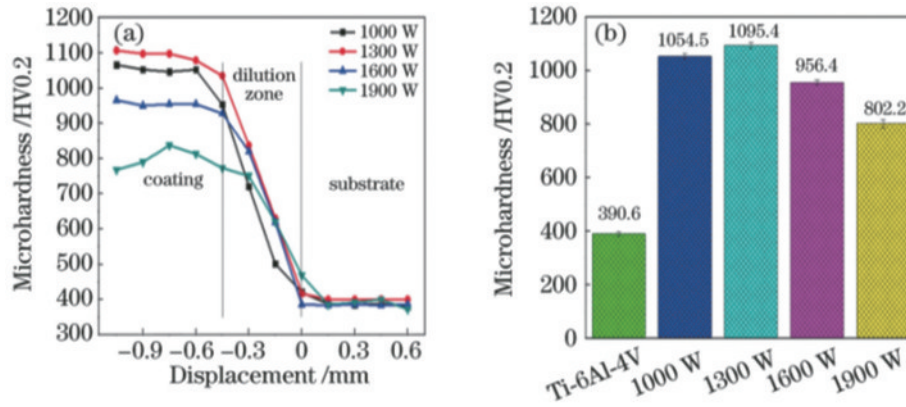 1200
1100
1000
900
800
700
600
500
400
300
Microhardness /HV0.2
(a)
1000 W
1300 W
1600 W
1900 W
dilution
zone
coating
substrate
−0.9 −0.6 −0.3 0 0.3 0.6
Displacement /mm
1200
1000
800
600
400
200
0
Microhardness /HV0.2
(b)
390.6
1054.5
1095.4
956.4
802.2
Ti-6Al-4V
1000 W
1300 W
1600 W
1900 W